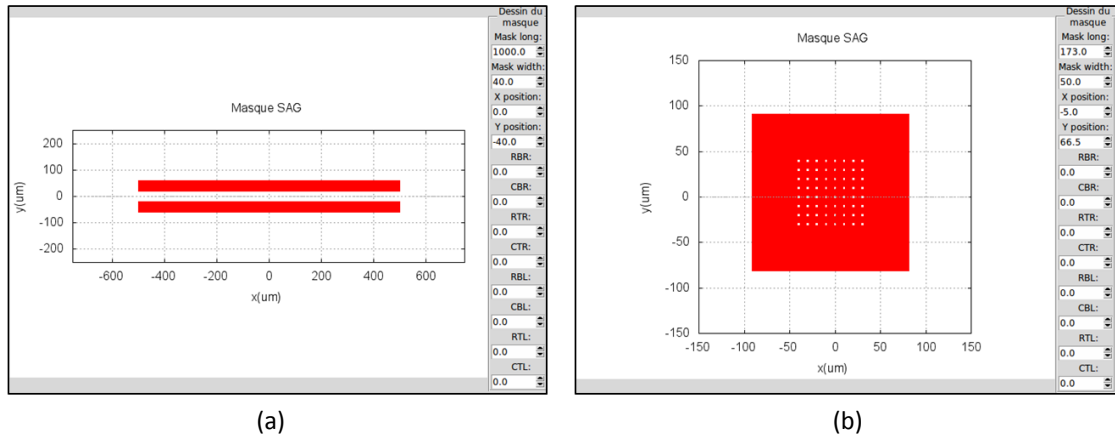 Dessin du
masque
Mask long:
1000.0
Mask width:
40.0
X position:
0.0
Y position:
-40.0
RBR:
0.0
CBR:
0.0
RTR:
0.0
CTR:
0.0
RBL:
0.0
CBL:
0.0
RTL:
0.0
CTL:
0.0
Masque SAG
200
100
0
-100
-200
y(um)
-600 -400 -200 0 200 400 600
x(um)
(a)
Dessin du
masque
Mask long:
173.0
Mask width:
50.0
X position:
-5.0
Y position:
66.5
RBR:
0.0
CBR:
0.0
RTR:
0.0
CTR:
0.0
RBL:
0.0
CBL:
0.0
RTL:
0.0
CTL:
0.0
Masque SAG
150
100
50
0
-50
-100
-150
y(um)
-150 -100 -50 0 50 100 150
x(um)
(b)